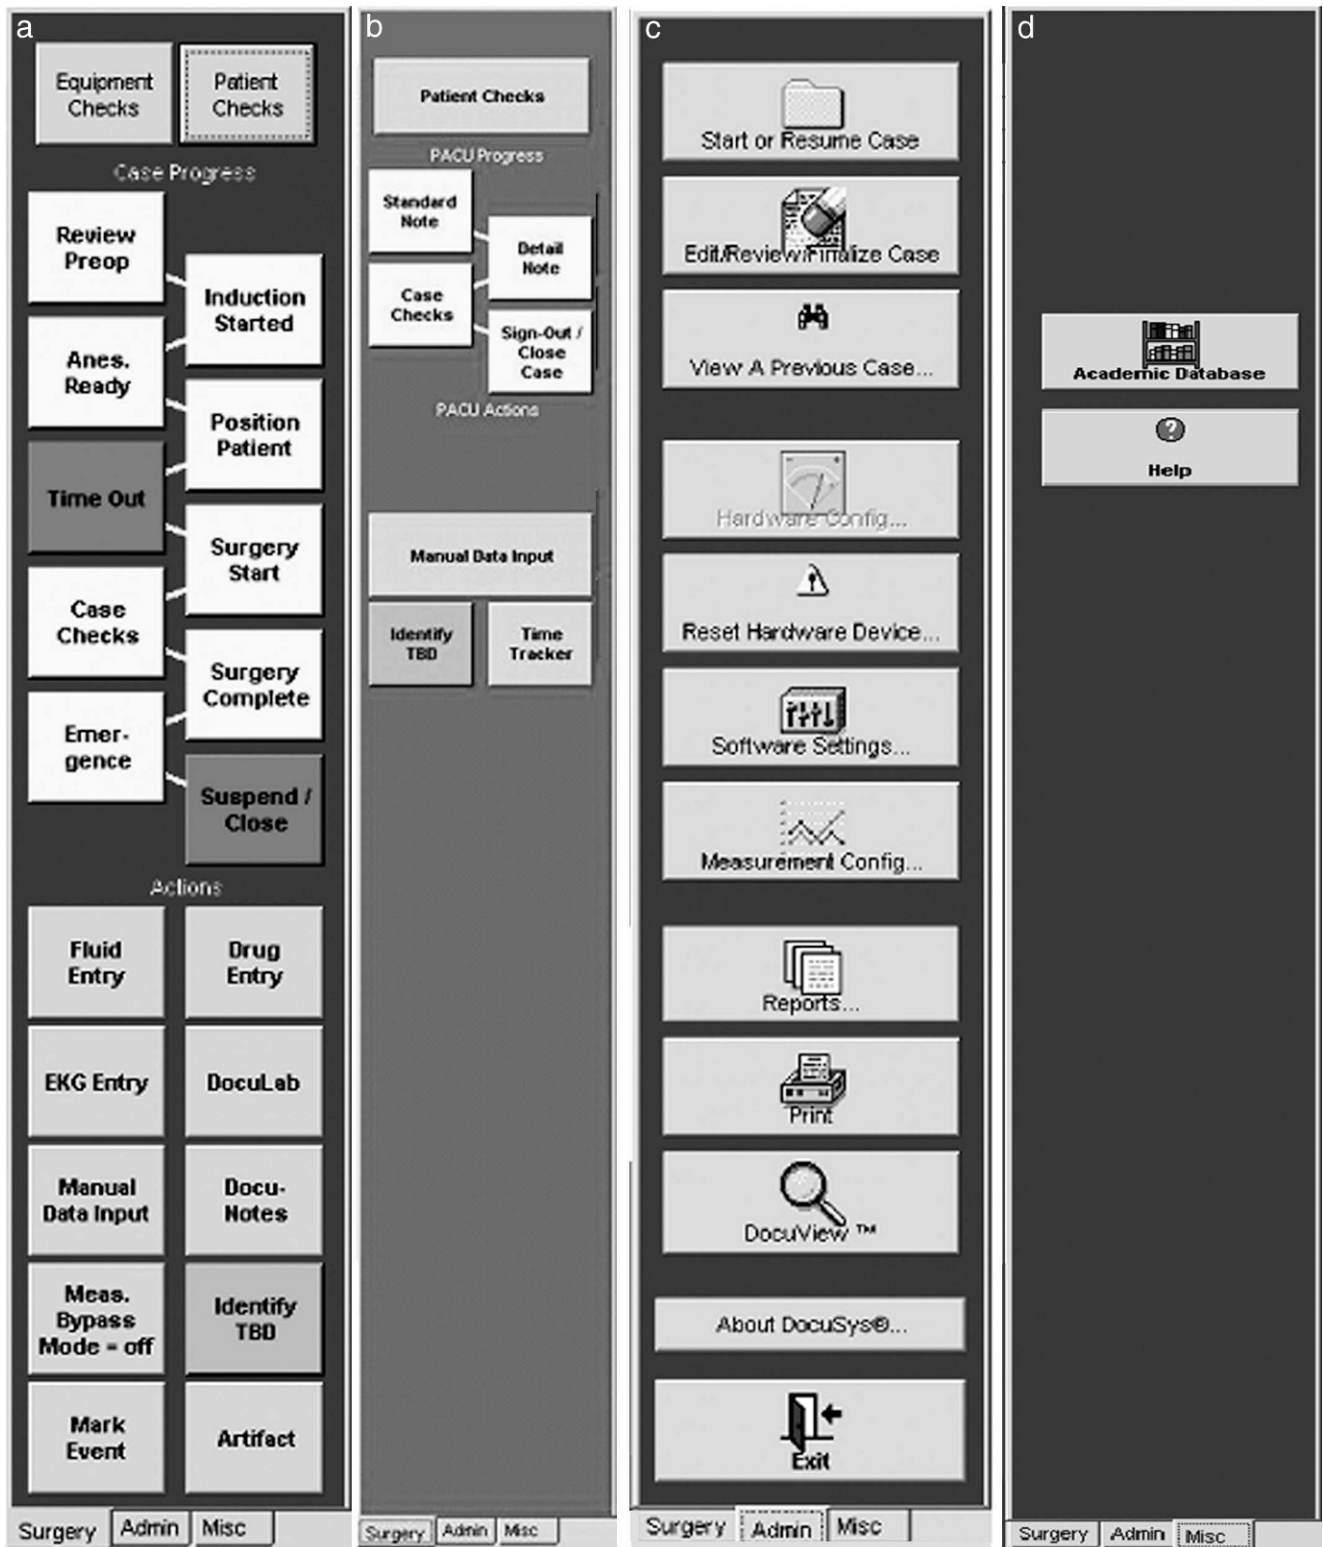 a
Equipment
Checks
Patient
Checks
Case Progress
Review
Preop
Induction
Started
Anes.
Ready
Position
Patient
Time Out
Surgery
Start
Case
Checks
Surgery
Complete
Emer-
gence
Suspend /
Close
Actions
Fluid
Entry
Drug
Entry
EKG Entry
DocuLab
Manual
Data Input
Docu-
Notes
Meas.
Bypass
Mode = off
Identify
TBD
Mark
Event
Artifact
Surgery
Admin
Misc
b
Patient Checks
PACU Progress
Standard
Note
Detail
Note
Case
Checks
Sign-Out /
Close
Case
PACU Actions
Manual Data Input
Identify
TBD
Time
Tracker
Surgery
Admin
Misc
c
Start or Resume Case
Edit/Review/Finalize Case
View A Previous Case...
Hardware Config...
Reset Hardware Device...
Software Settings...
Measurement Config...
Reports...
Print
DocuView ™
About DocuSys®...
Exit
Surgery
Admin
Misc
d
Academic Database
Help
Surgery
Admin
Misc